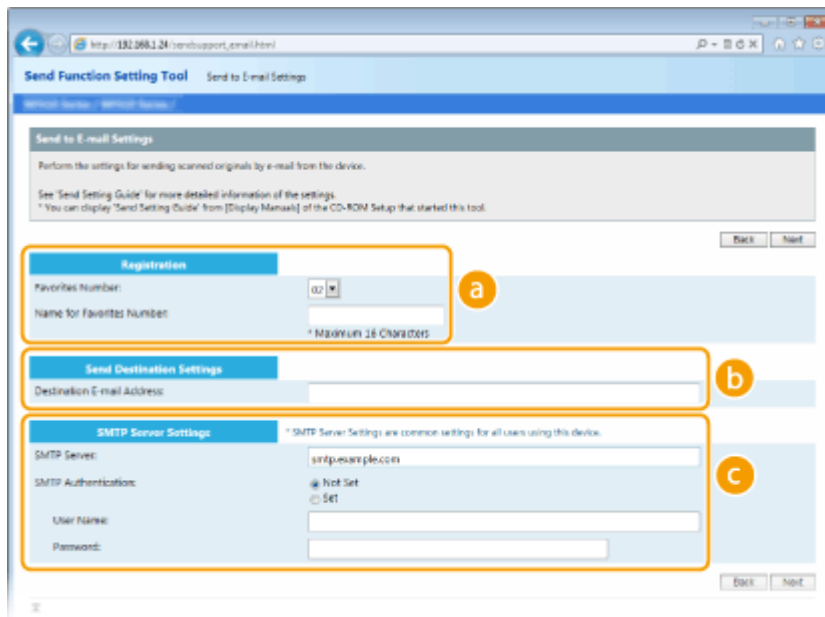 http://192.168.1.24/sendsupport_email.html
Send Function Setting Tool Send to E-mail Settings
Send to E-mail Settings
Perform the settings for sending scanned originals by e-mail from the device.
See 'Send Setting Guide' for more detailed information of the settings.
* You can display 'Send Setting Guide' from [Display Manuals] of the CD-ROM Setup that started this tool.
Back Next
Registration
Favorites Number: 02
a
Name for Favorites Number:
* Maximum 16 Characters
Send Destination Settings
b
Destination E-mail Address:
SMTP Server Settings * SMTP Server Settings are common settings for all users using this device.
SMTP Server: smtp.example.com
c
SMTP Authentication: Not Set
Set
User Name:
Password:
Back Next